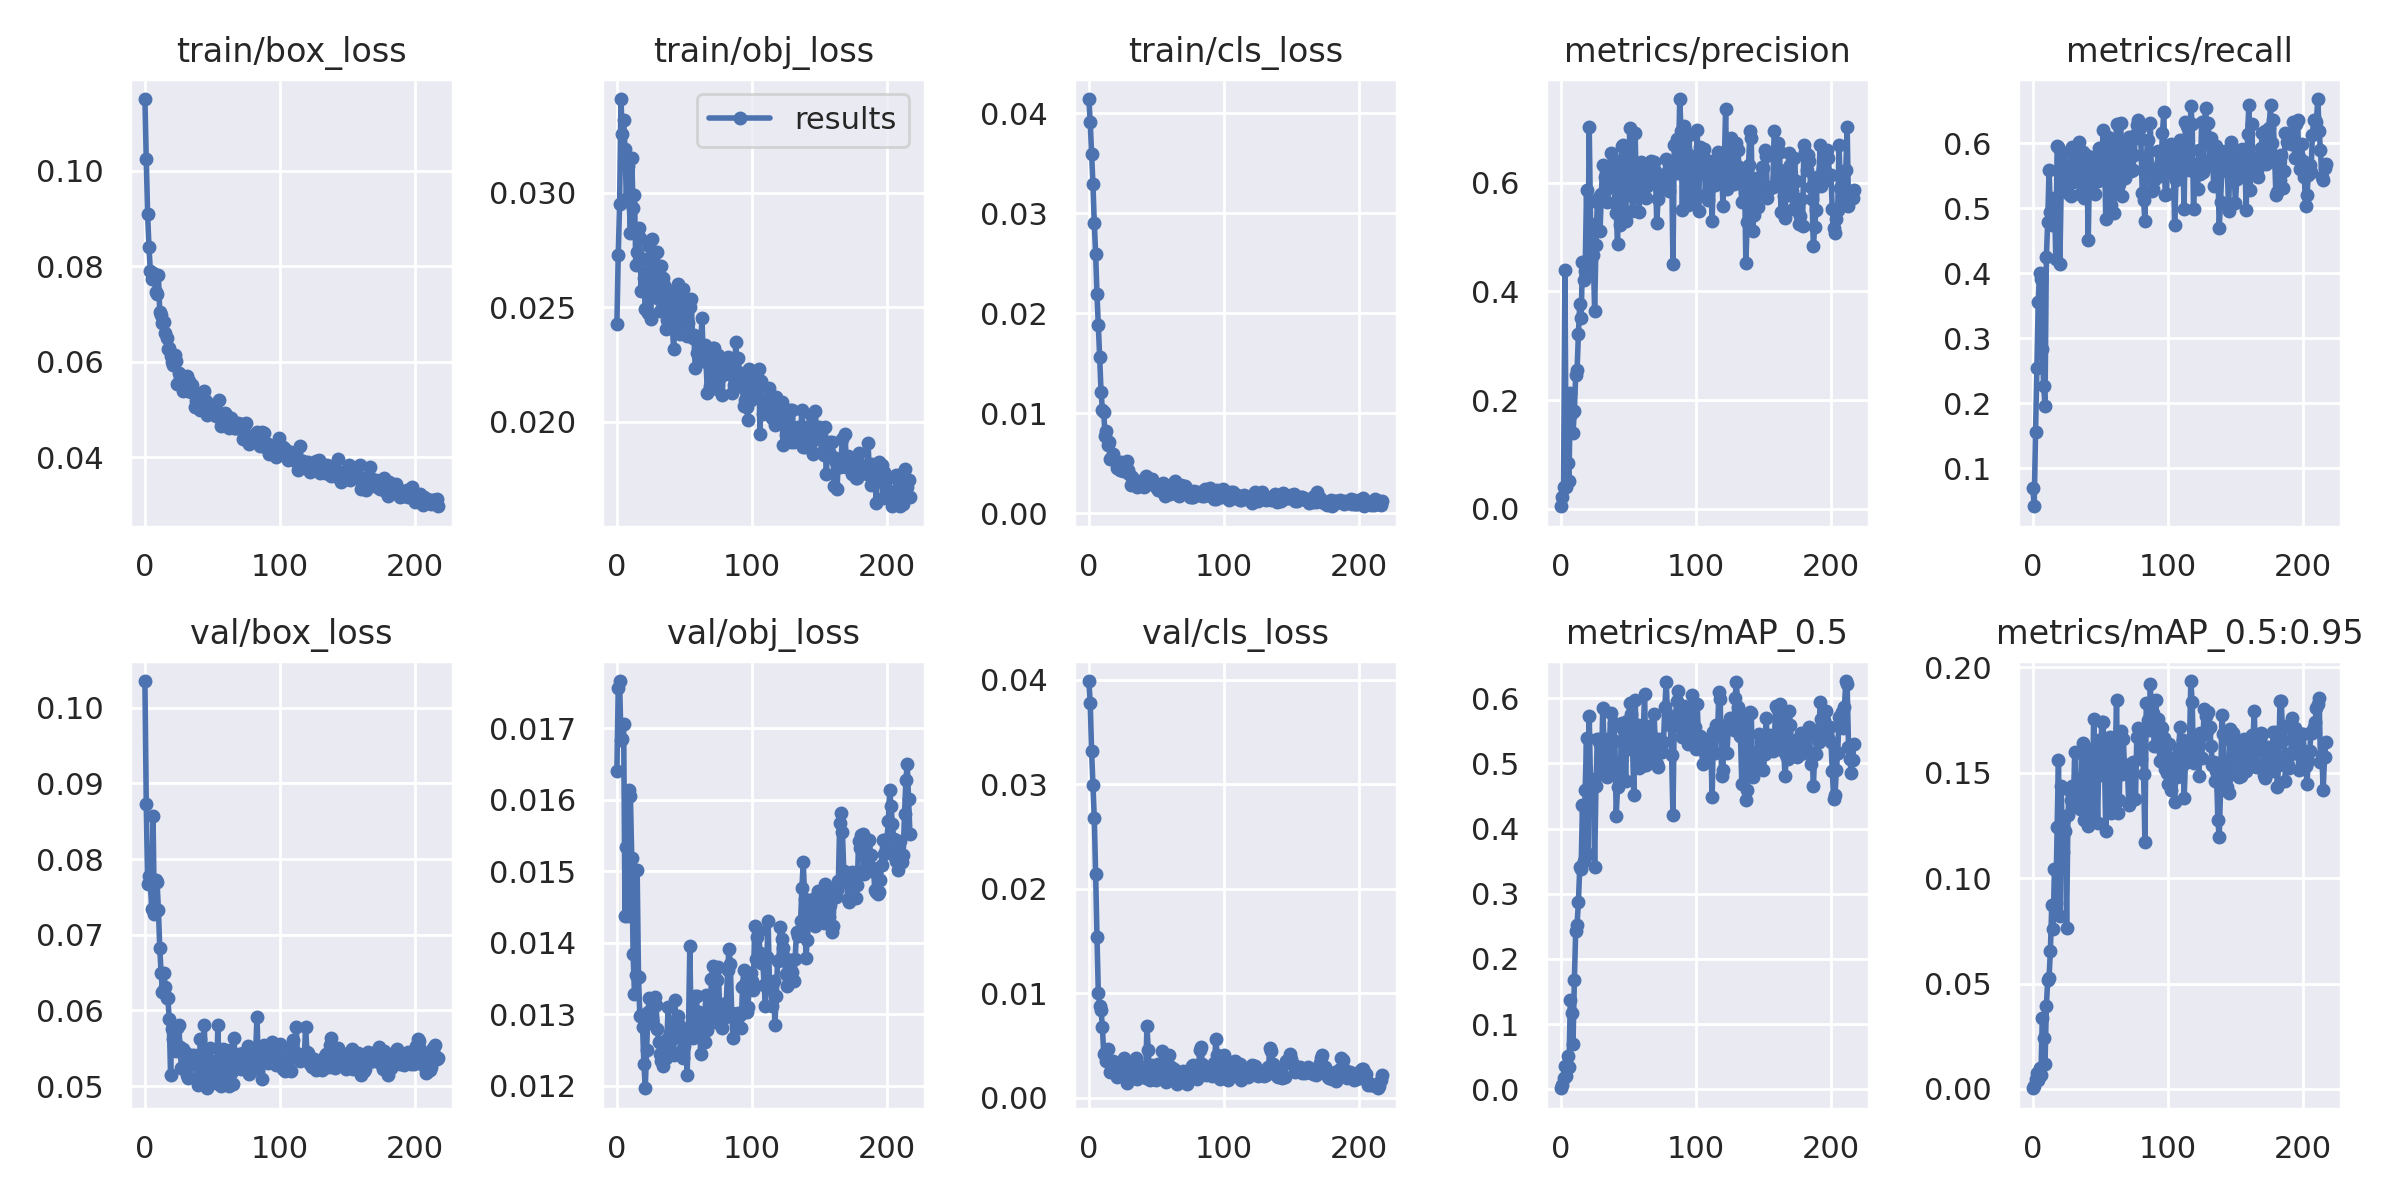 train/box_loss
0.10
0.08
0.06
0.04
0 100 200
train/obj_loss
results
0.030
0.025
0.020
0 100 200
train/cls_loss
0.04
0.03
0.02
0.01
0.00
0 100 200
metrics/precision
0.6
0.4
0.2
0.0
0 100 200
metrics/recall
0.6
0.5
0.4
0.3
0.2
0.1
0 100 200
val/box_loss
0.10
0.09
0.08
0.07
0.06
0.05
0 100 200
val/obj_loss
0.017
0.016
0.015
0.014
0.013
0.012
0 100 200
val/cls_loss
0.04
0.03
0.02
0.01
0.00
0 100 200
metrics/mAP_0.5
0.6
0.5
0.4
0.3
0.2
0.1
0.0
0 100 200
metrics/mAP_0.5:0.95
0.20
0.15
0.10
0.05
0.00
0 100 200